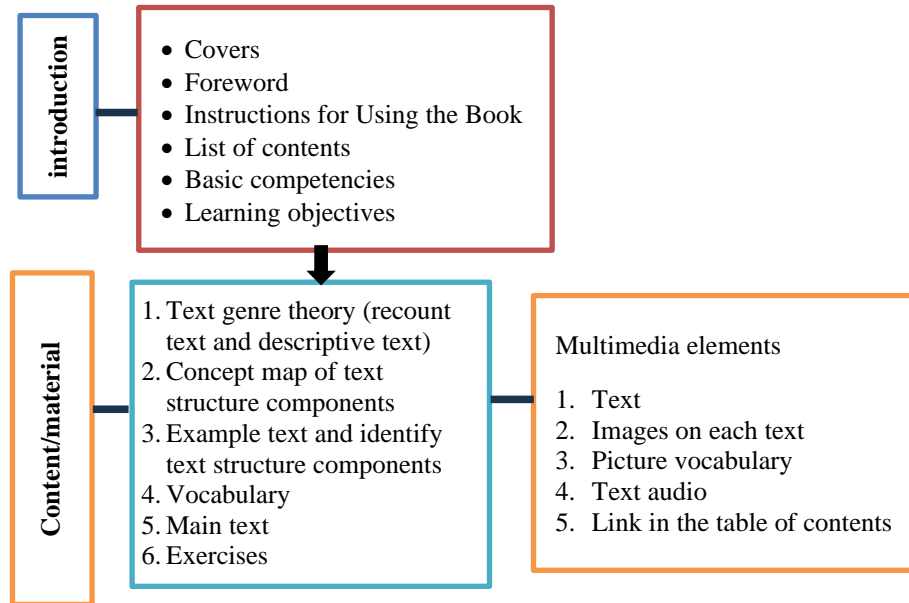 introduction
• Covers
• Foreword
• Instructions for Using the Book
• List of contents
• Basic competencies
• Learning objectives
Content/material
1. Text genre theory (recount
text and descriptive text)
2. Concept map of text
structure components
3. Example text and identify
text structure components
4. Vocabulary
5. Main text
6. Exercises
Multimedia elements
1. Text
2. Images on each text
3. Picture vocabulary
4. Text audio
5. Link in the table of contents